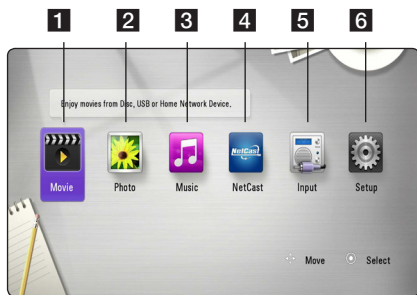 1 2 3 4 5 6
Enjoy movies from Disc, USB or Home Network Device.
NetCast
Movie Photo Music NetCast Input Setup
Move Select